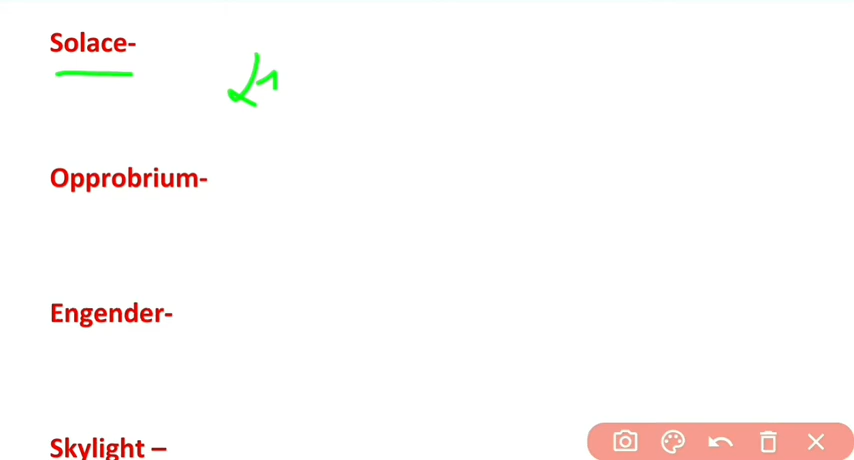 Solace-
Opprobrium-
Engender-
Skylight –